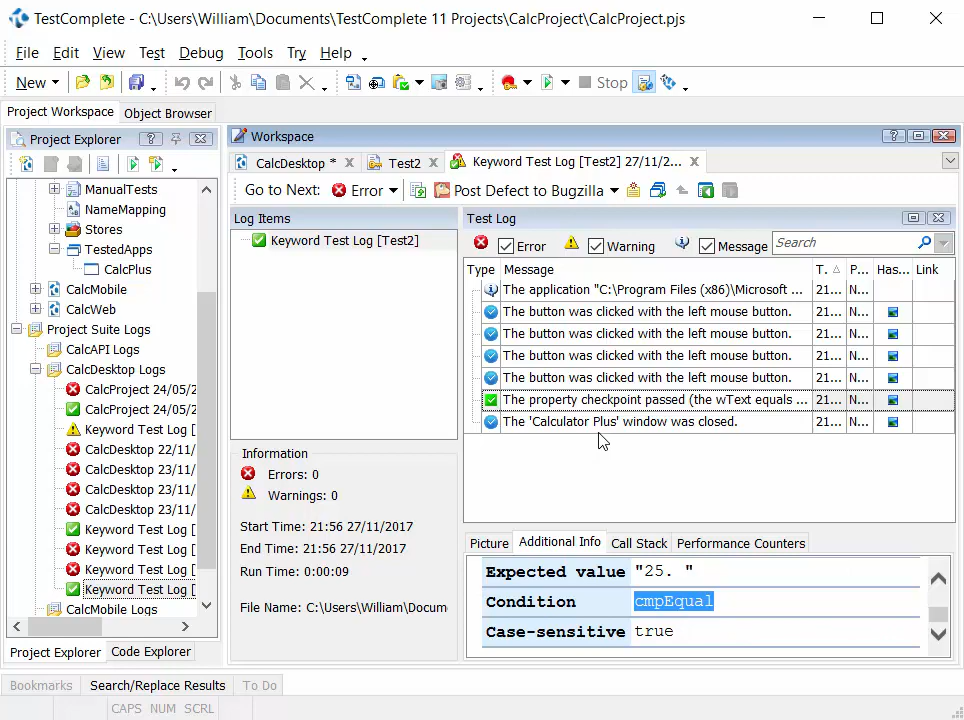 TestComplete - C:\Users\William\Documents\TestComplete 11 Projects\CalcProject\CalcProject.pjs
File Edit View Test Debug Tools Try Help
New Stop
Project Workspace Object Browser
Project Explorer
ManualTests
NameMapping
Stores
TestedApps
CalcPlus
CalcMobile
CalcWeb
Project Suite Logs
CalcAPI Logs
CalcDesktop Logs
CalcProject 24/05/2
CalcProject 24/05/2
Keyword Test Log [
CalcDesktop 22/11/
CalcDesktop 23/11/
CalcDesktop 23/11/
CalcDesktop 23/11/
Keyword Test Log [
Keyword Test Log [
Keyword Test Log [
Keyword Test Log [
CalcMobile Logs
Project Explorer Code Explorer
Workspace
CalcDesktop * Test2 Keyword Test Log [Test2] 27/11/2...
Go to Next: Error Post Defect to Bugzilla
Log Items
Keyword Test Log [Test2]
Information
Errors: 0
Warnings: 0
Start Time: 21:56 27/11/2017
End Time: 21:56 27/11/2017
Run Time: 0:00:09
File Name: C:\Users\William\Docum
Test Log
Error Warning Message Search
Type Message T. P... Has... Link
The application "C:\Program Files (x86)\Microsoft ... 21... N...
The button was clicked with the left mouse button. 21... N...
The button was clicked with the left mouse button. 21... N...
The button was clicked with the left mouse button. 21... N...
The button was clicked with the left mouse button. 21... N...
The property checkpoint passed (the wText equals ... 21... N...
The 'Calculator Plus' window was closed. 21... N...
Picture Additional Info Call Stack Performance Counters
Expected value "25. "
Condition cmpEqual
Case-sensitive true
Bookmarks Search/Replace Results To Do
CAPS NUM SCRL